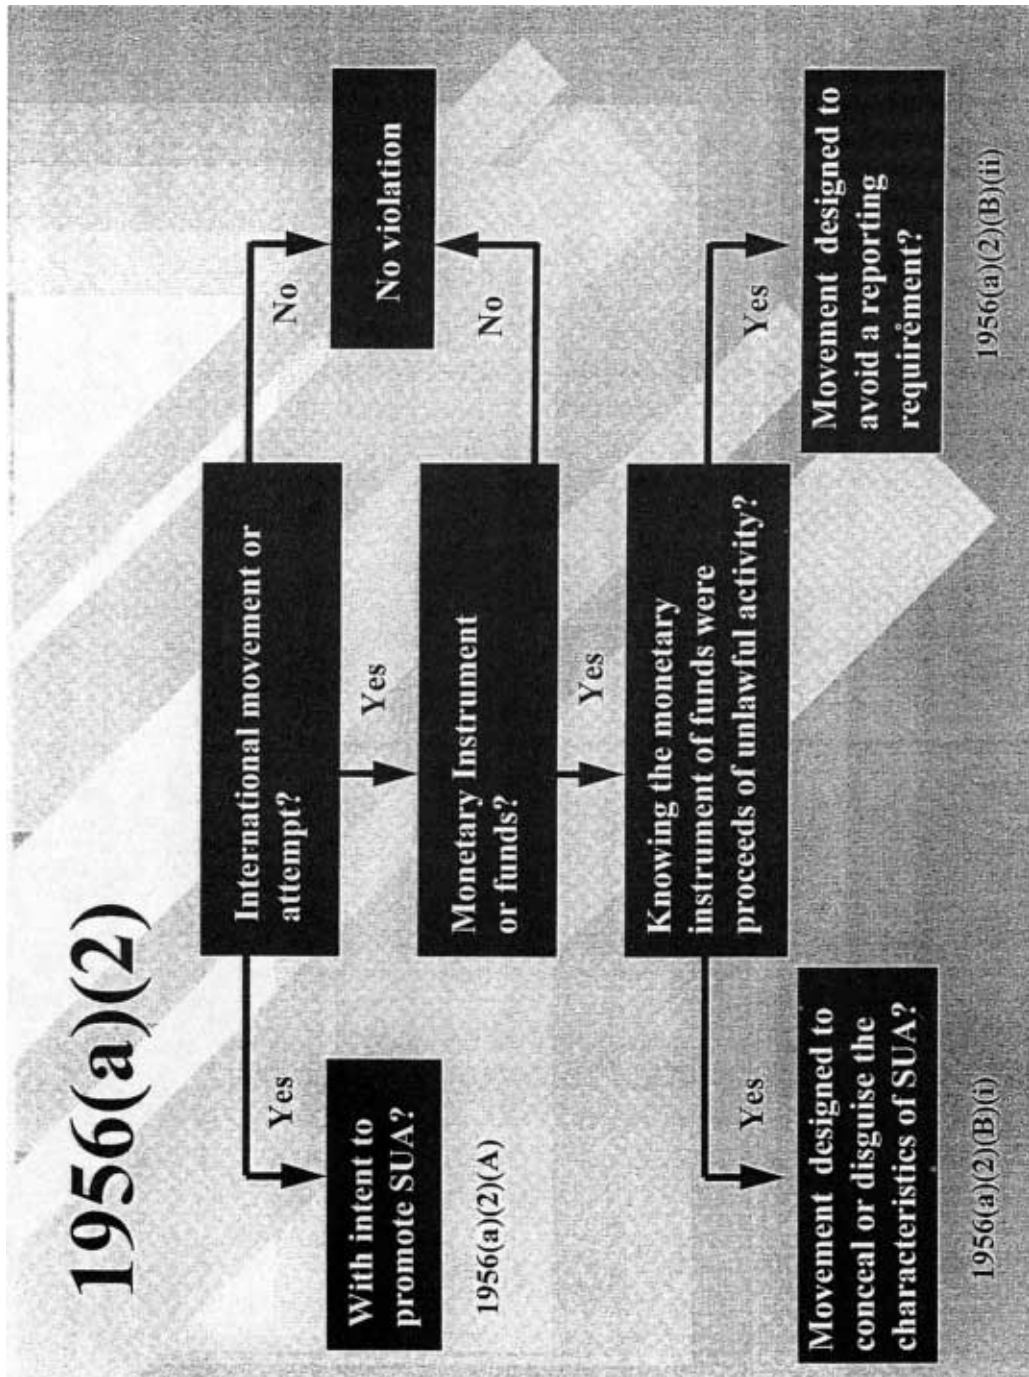 1956(a)(2)
International movement or
attempt?
No
No violation
Yes
With intent to
promote SUA?
1956(a)(2)(A)
Yes
Monetary Instrument
or funds?
No
Yes
Knowing the monetary
instrument of funds were
proceeds of unlawful activity?
Yes
Movement designed to
conceal or disguise the
characteristics of SUA?
1956(a)(2)(B)(i)
Yes
Movement designed to
avoid a reporting
requirement?
1956(a)(2)(B)(ii)